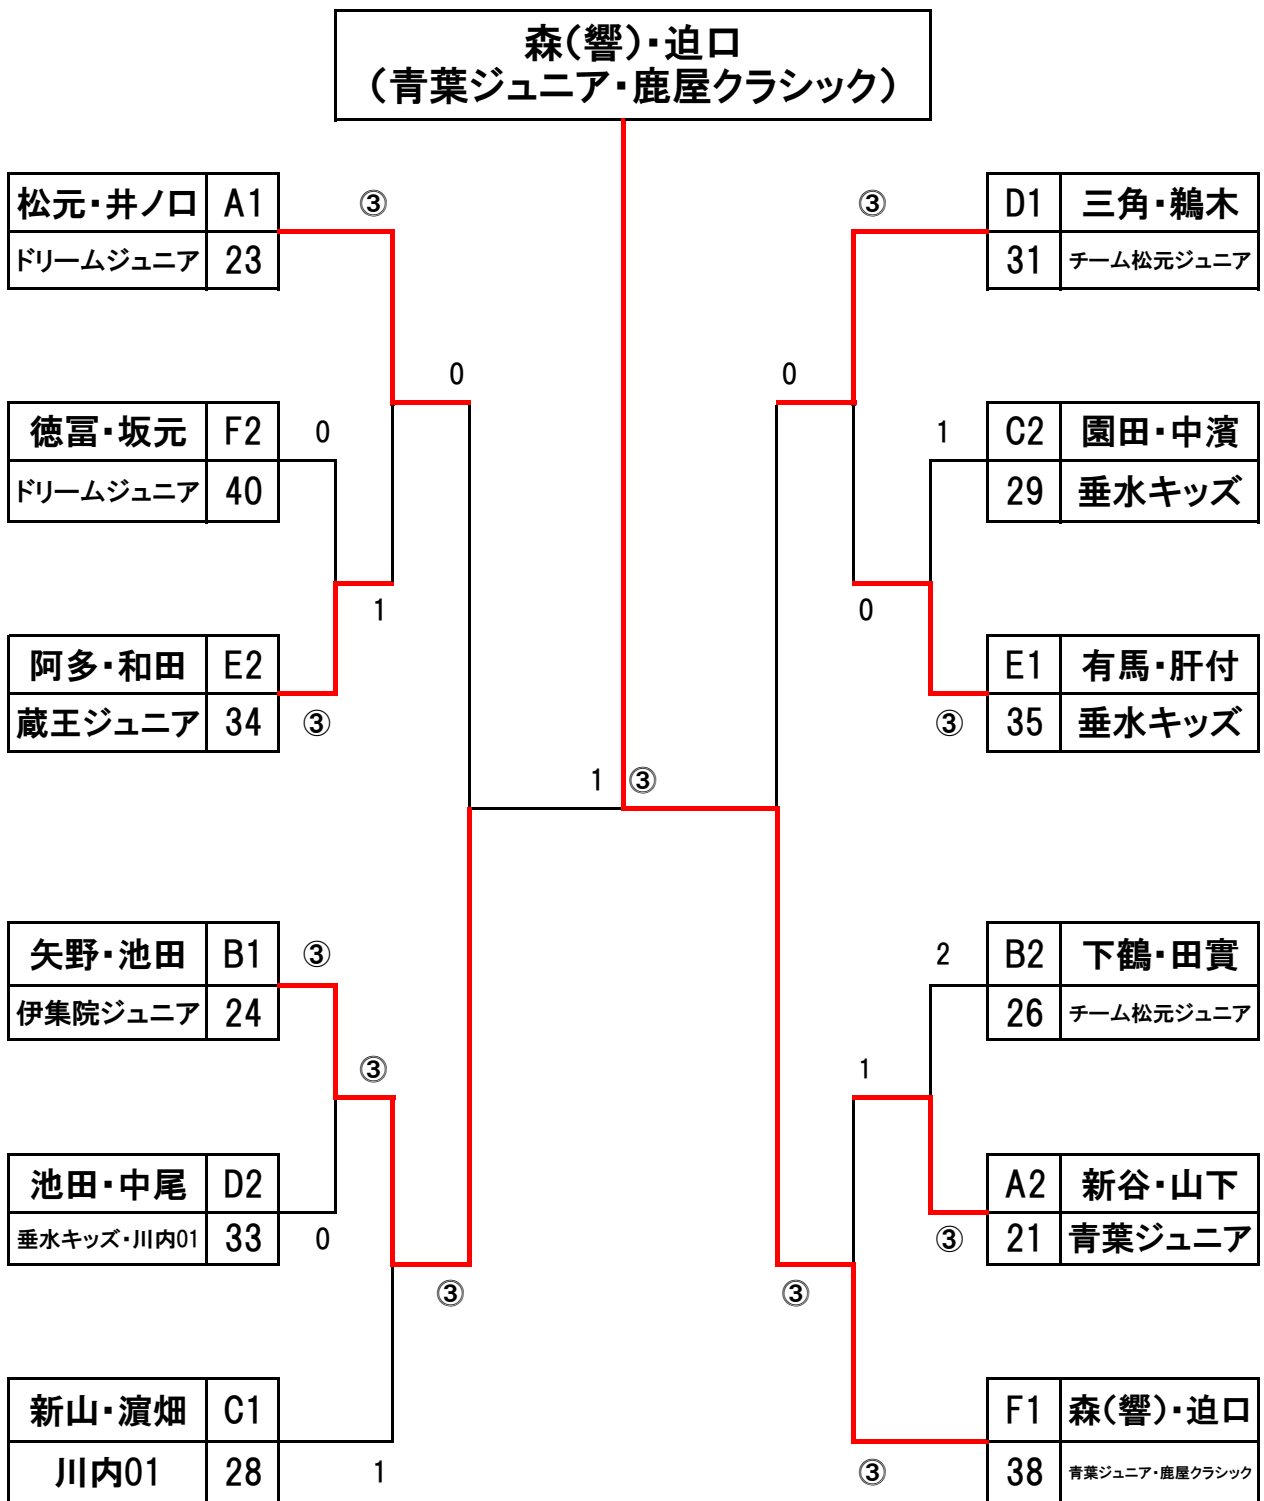 森(響)・迫口
(青葉ジュニア・鹿屋クラシック)
松元・井ノ口 A1 ③
ドリームジュニア 23
③ D1 三角・鵜木
31 チーム松元ジュニア
0
0
徳冨・坂元 F2 0
ドリームジュニア 40
1 C2 園田・中濱
29 垂水キッズ
1
0
阿多・和田 E2
蔵王ジュニア 34 ③
E1 有馬・肝付
③ 35 垂水キッズ
1 ③
矢野・池田 B1 ③
伊集院ジュニア 24
2 B2 下鶴・田實
26 チーム松元ジュニア
③
1
池田・中尾 D2
垂水キッズ・川内01 33 0
A2 新谷・山下
③ 21 青葉ジュニア
③
③
新山・濵畑 C1
川内01 28 1
F1 森(響)・迫口
③ 38 青葉ジュニア・鹿屋クラシック